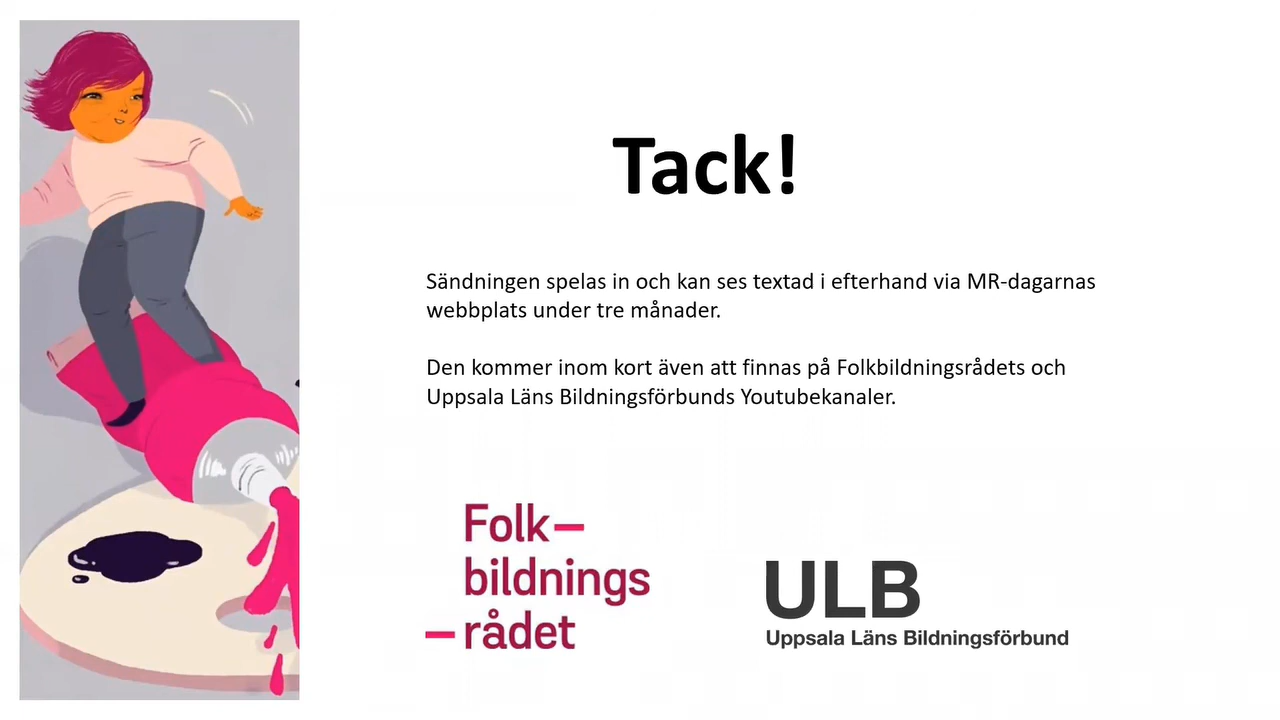 Tack!
Sändningen spelas in och kan ses textad i efterhand via MR-dagarnas
webbplats under tre månader.
Den kommer inom kort även att finnas på Folkbildningsrådets och
Uppsala Läns Bildningsförbunds Youtubekanaler.
Folk–
bildnings
–rådet
ULB
Uppsala Läns Bildningsförbund